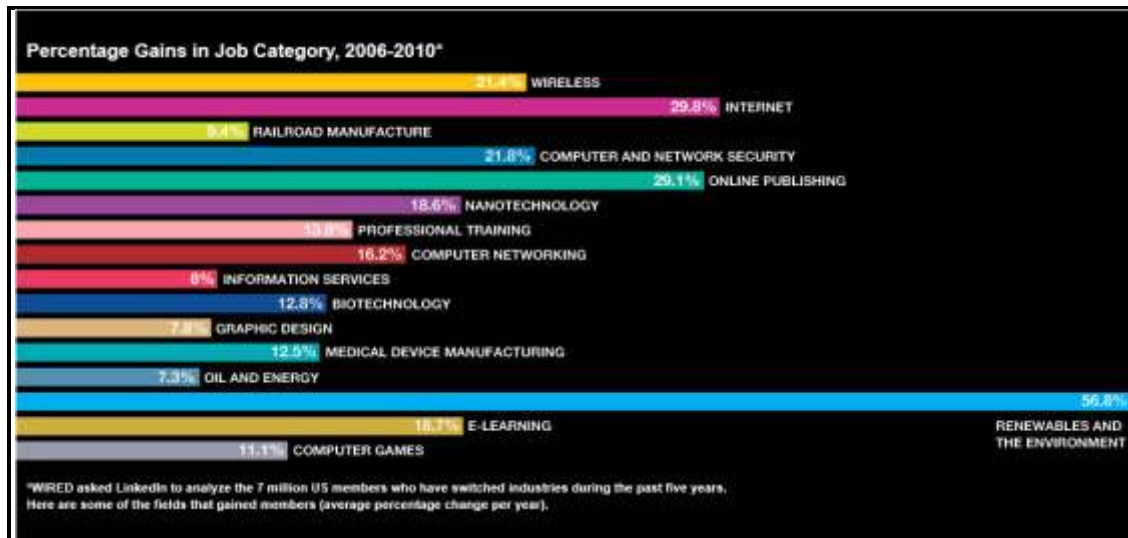 Percentage Gains in Job Category, 2006-2010*
21.4% WIRELESS
29.8% INTERNET
9.4% RAILROAD MANUFACTURE
21.8% COMPUTER AND NETWORK SECURITY
29.1% ONLINE PUBLISHING
18.6% NANOTECHNOLOGY
PROFESSIONAL TRAINING
16.2% COMPUTER NETWORKING
8% INFORMATION SERVICES
12.8% BIOTECHNOLOGY
GRAPHIC DESIGN
12.5% MEDICAL DEVICE MANUFACTURING
7.3% OIL AND ENERGY
56.8%
18.7% E-LEARNING
RENEWABLES AND
THE ENVIRONMENT
11.1% COMPUTER GAMES
*WIRED asked LinkedIn to analyze the 7 million US members who have switched industries during the past five years.
Here are some of the fields that gained members (average percentage change per year).